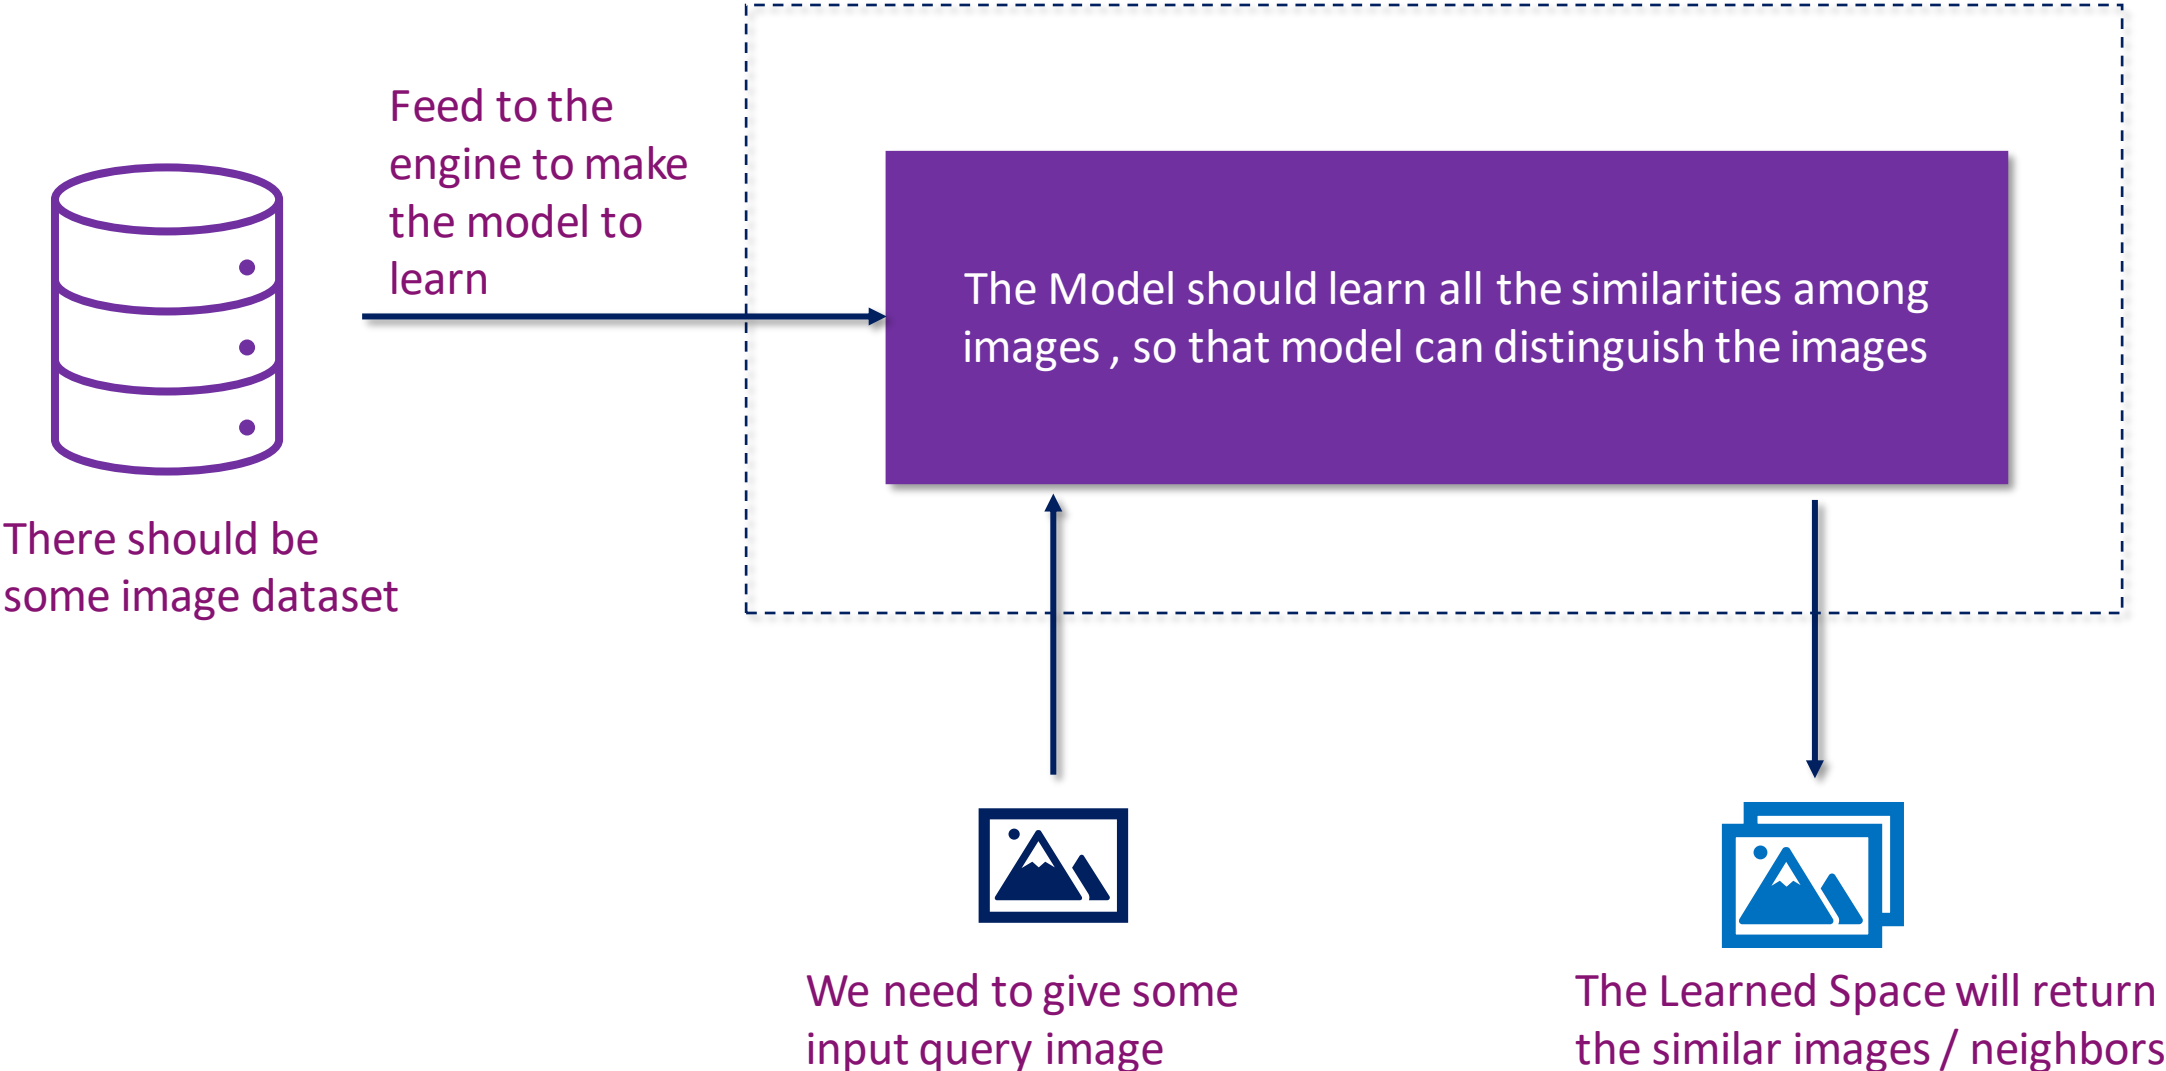 Feed to the
engine to make
the model to
learn
The Model should learn all the similarities among
images , so that model can distinguish the images
There should be
some image dataset
We need to give some
input query image
The Learned Space will return
the similar images / neighbors